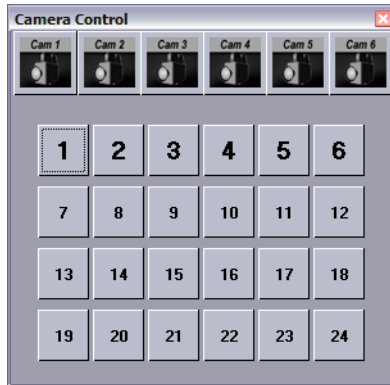 Camera Control
Cam 1 Cam 2 Cam 3 Cam 4 Cam 5 Cam 6
1 2 3 4 5 6
7 8 9 10 11 12
13 14 15 16 17 18
19 20 21 22 23 24